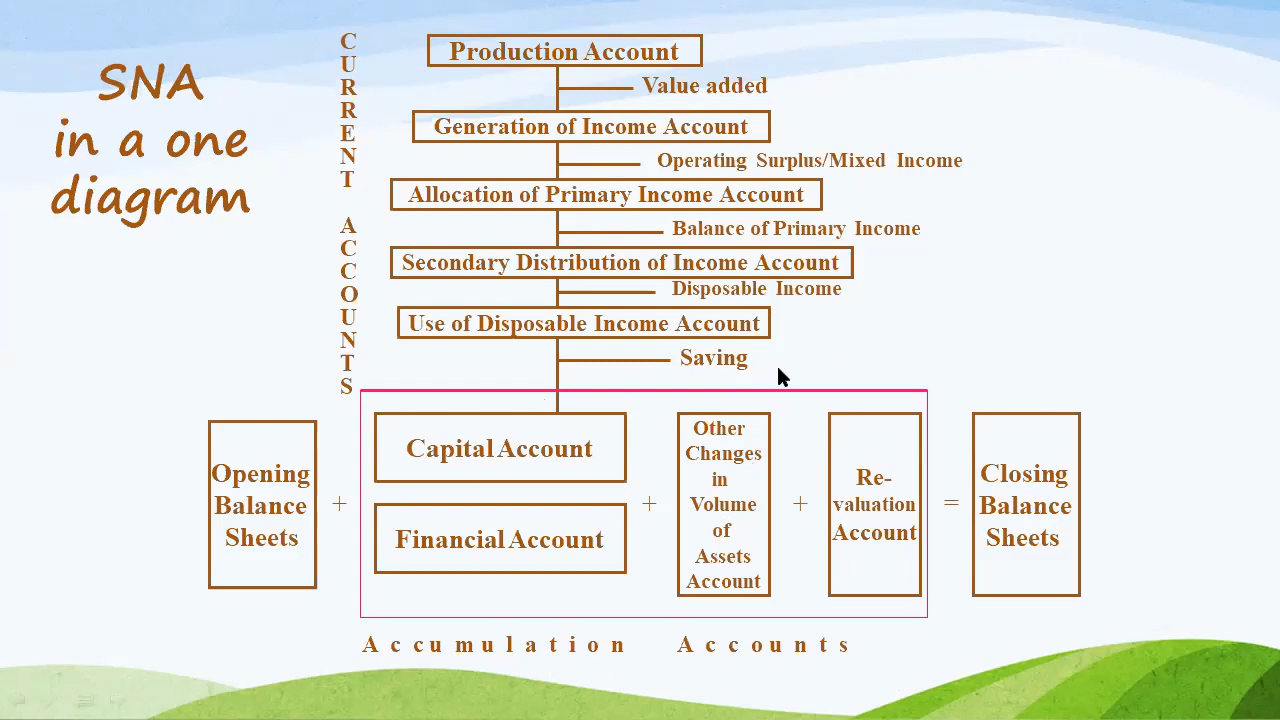 SNA
in a one
diagram
CURRENT ACCOUNTS
Production Account
Value added
Generation of Income Account
Operating Surplus/Mixed Income
Allocation of Primary Income Account
Balance of Primary Income
Secondary Distribution of Income Account
Disposable Income
Use of Disposable Income Account
Saving
Opening
Balance
Sheets
+
Capital Account
Financial Account
+
Other
Changes
in
Volume
of
Assets
Account
+
Re-
valuation
Account
=
Closing
Balance
Sheets
Accumulation Accounts